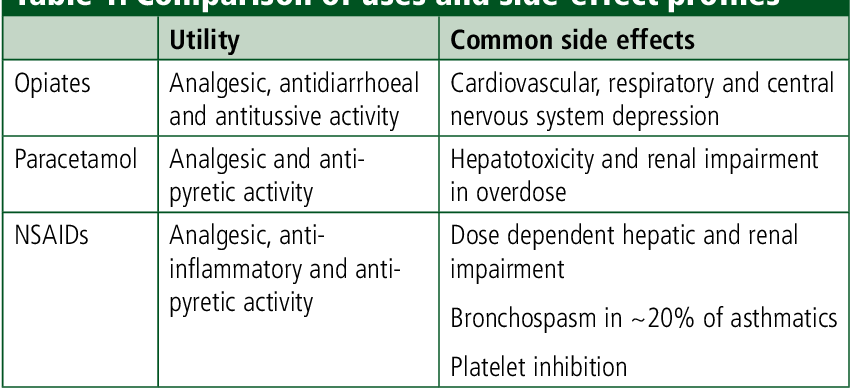 Table 1. Comparison of uses and side-effect profiles
Utility
Common side effects
Opiates
Analgesic, antidiarrhoeal
and antitussive activity
Cardiovascular, respiratory and central
nervous system depression
Paracetamol
Analgesic and anti-
pyretic activity
Hepatotoxicity and renal impairment
in overdose
NSAIDs
Analgesic, anti-
inflammatory and anti-
pyretic activity
Dose dependent hepatic and renal
impairment
Bronchospasm in ~20% of asthmatics
Platelet inhibition